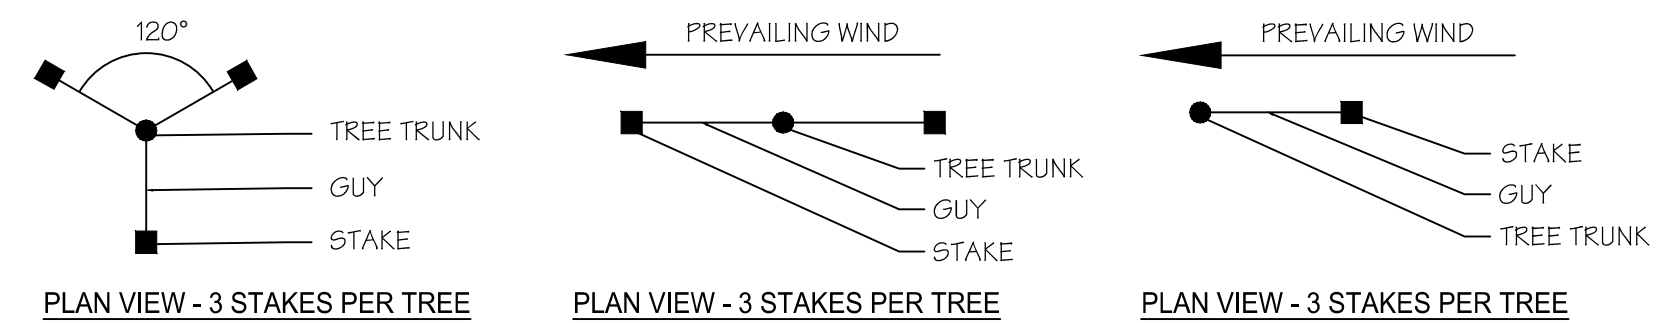 120°
TREE TRUNK
GUY
STAKE
PLAN VIEW - 3 STAKES PER TREE
PREVAILING WIND
TREE TRUNK
GUY
STAKE
PLAN VIEW - 3 STAKES PER TREE
PREVAILING WIND
STAKE
GUY
TREE TRUNK
PLAN VIEW - 3 STAKES PER TREE